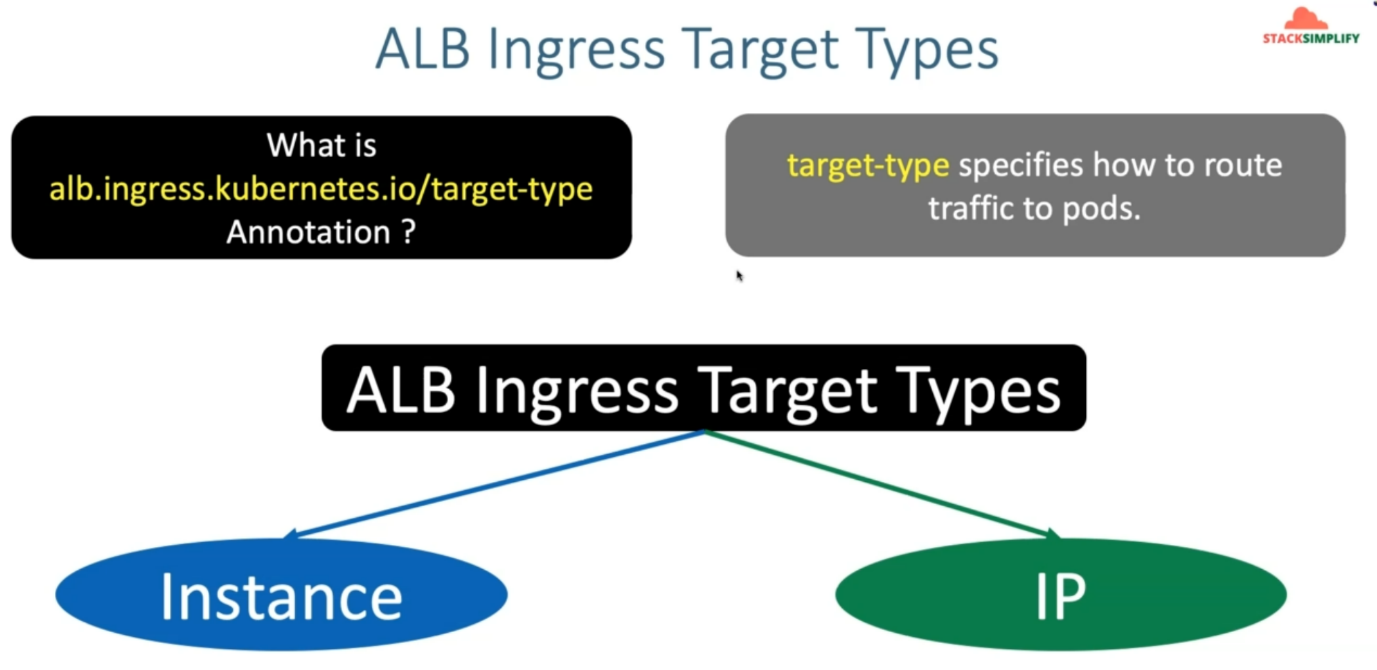 ALB Ingress Target Types
STACKSIMPLIFY
What is
alb.ingress.kubernetes.io/target-type
Annotation ?
target-type specifies how to route
traffic to pods.
ALB Ingress Target Types
Instance
IP